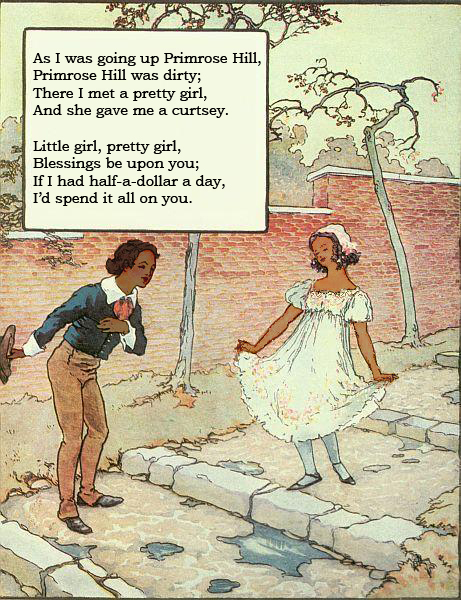 As I was going up Primrose Hill,
Primrose Hill was dirty;
There I met a pretty girl,
And she gave me a curtsey.
Little girl, pretty girl,
Blessings be upon you;
If I had half-a-dollar a day,
I'd spend it all on you.